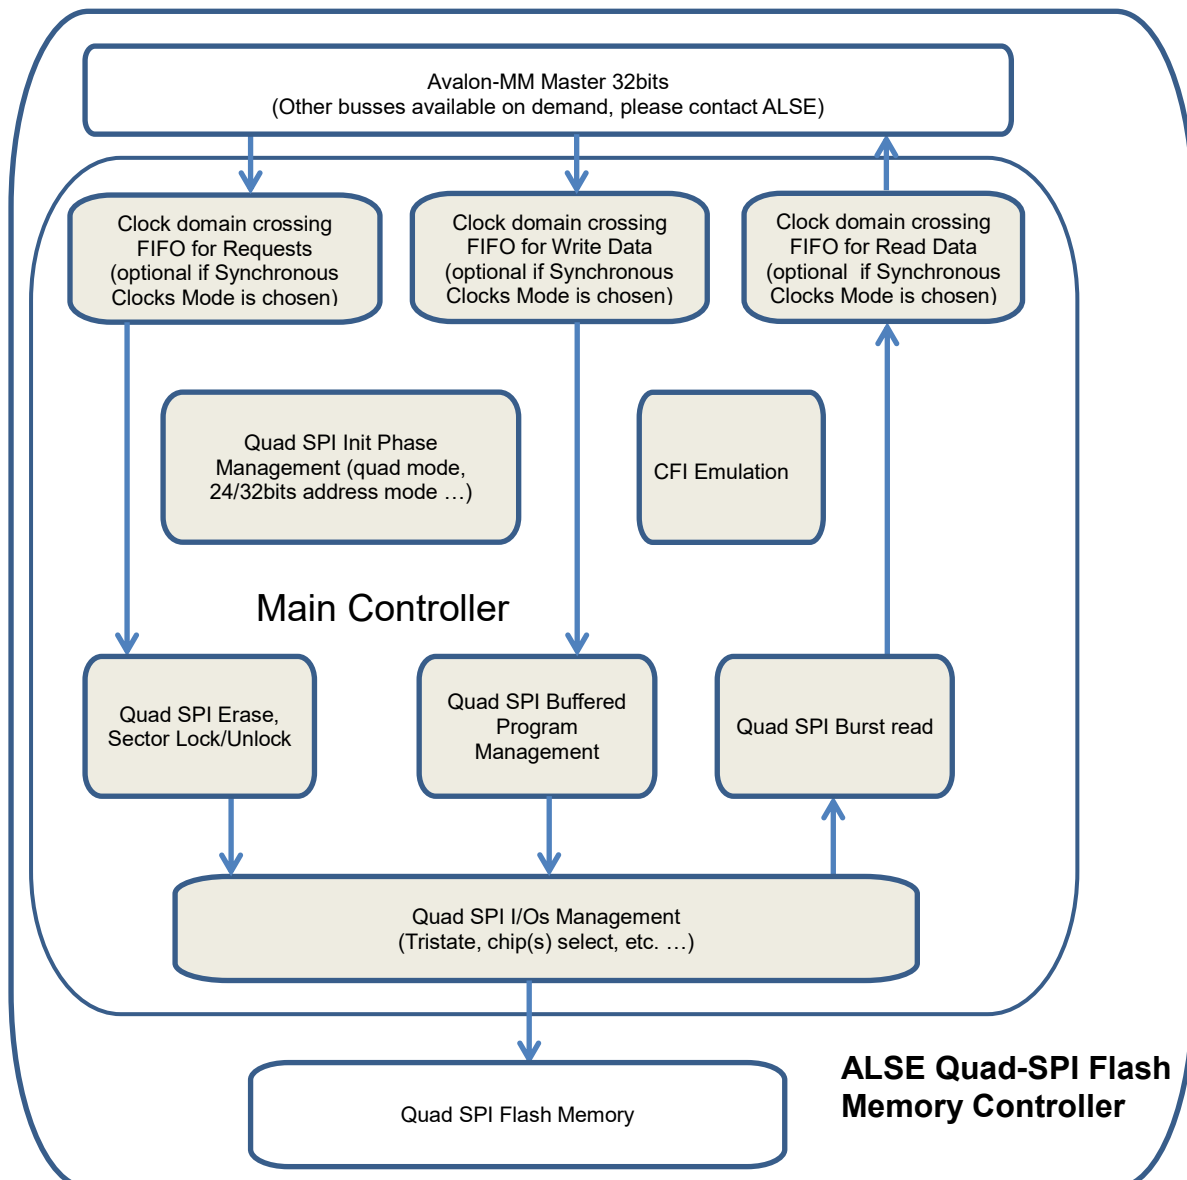 Avalon-MM Master 32bits
(Other busses available on demand, please contact ALSE)
Clock domain crossing
FIFO for Requests
(optional if Synchronous
Clocks Mode is chosen)
Clock domain crossing
FIFO for Write Data
(optional if Synchronous
Clocks Mode is chosen)
Clock domain crossing
FIFO for Read Data
(optional if Synchronous
Clocks Mode is chosen)
Quad SPI Init Phase
Management (quad mode,
24/32bits address mode …)
CFI Emulation
Main Controller
Quad SPI Erase,
Sector Lock/Unlock
Quad SPI Buffered
Program
Management
Quad SPI Burst read
Quad SPI I/Os Management
(Tristate, chip(s) select, etc. …)
Quad SPI Flash Memory
ALSE Quad-SPI Flash
Memory Controller